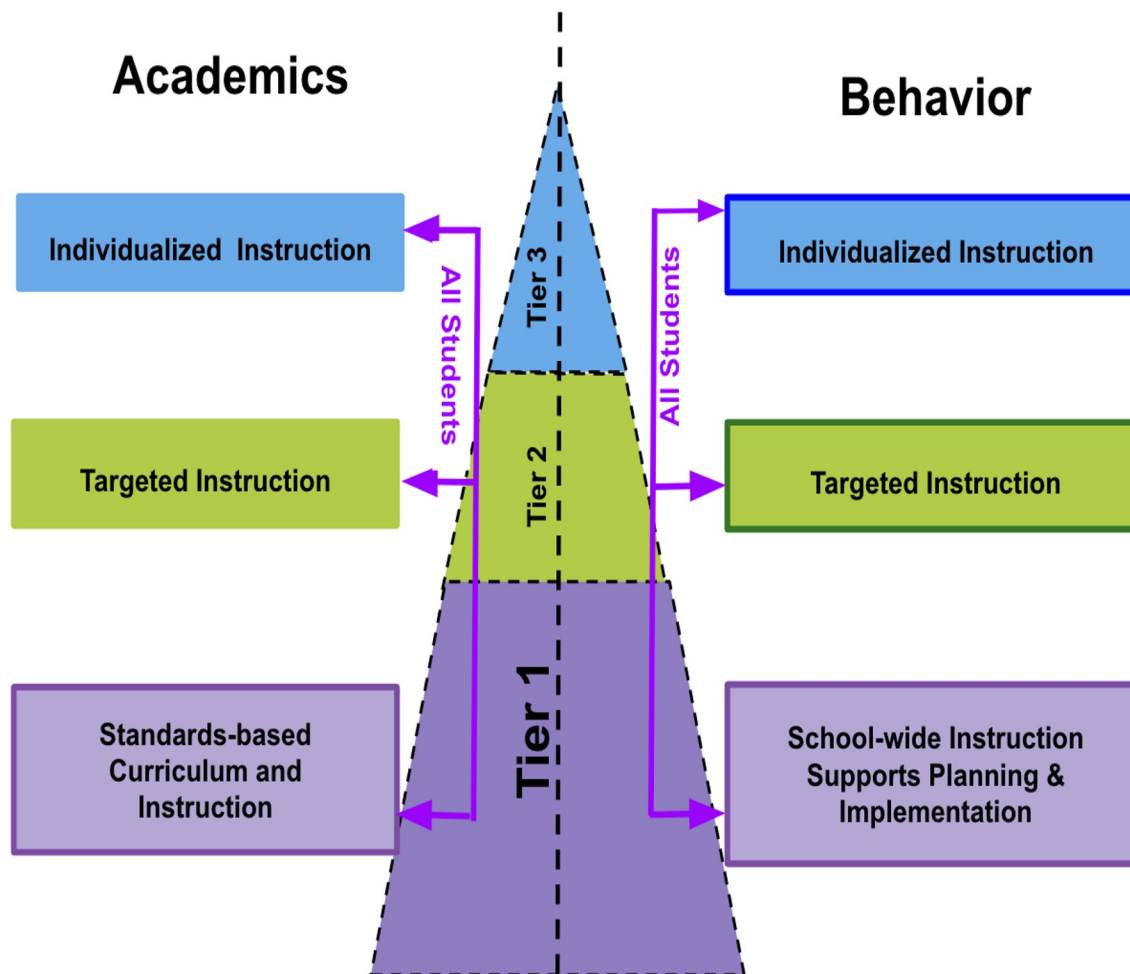 Academics
Behavior
Individualized Instruction
All Students
Tier 3
All Students
Individualized Instruction
Targeted Instruction
Tier 2
Targeted Instruction
Standards-based
Curriculum and
Instruction
Tier 1
School-wide Instruction
Supports Planning &
Implementation